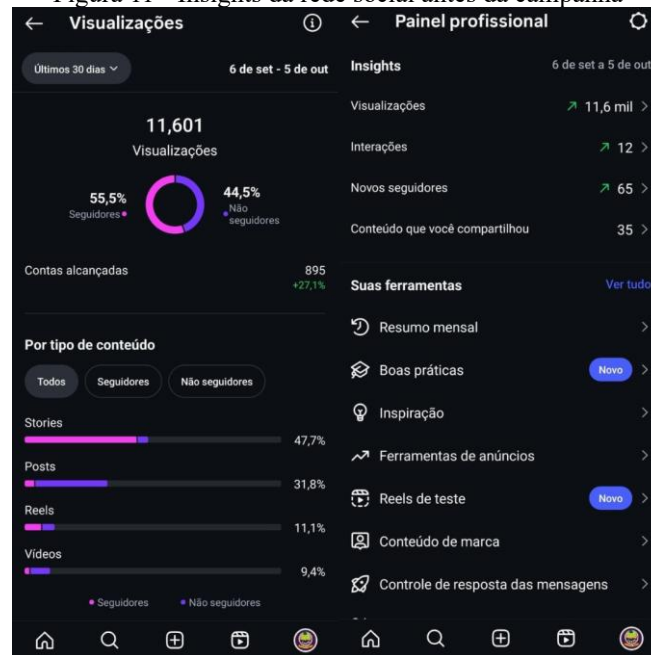 Figura 11 - Insights da rede social antes da campanha
Visualizações
Últimos 30 dias
6 de set - 5 de out
11,601
Visualizações
55,5%
Seguidores
44,5%
Não
seguidores
Contas alcançadas
895
+27,1%
Por tipo de conteúdo
Todos
Seguidores
Não seguidores
Stories
47,7%
Posts
31,8%
Reels
11,1%
Vídeos
9,4%
Seguidores
Não seguidores
Painel profissional
Insights
6 de set a 5 de out
Visualizações
11,6 mil
Interações
12
Novos seguidores
65
Conteúdo que você compartilhou
35
Suas ferramentas
Ver tudo
Resumo mensal
Boas práticas
Novo
Inspiração
Ferramentas de anúncios
Reels de teste
Novo
Conteúdo de marca
Controle de resposta das mensagens